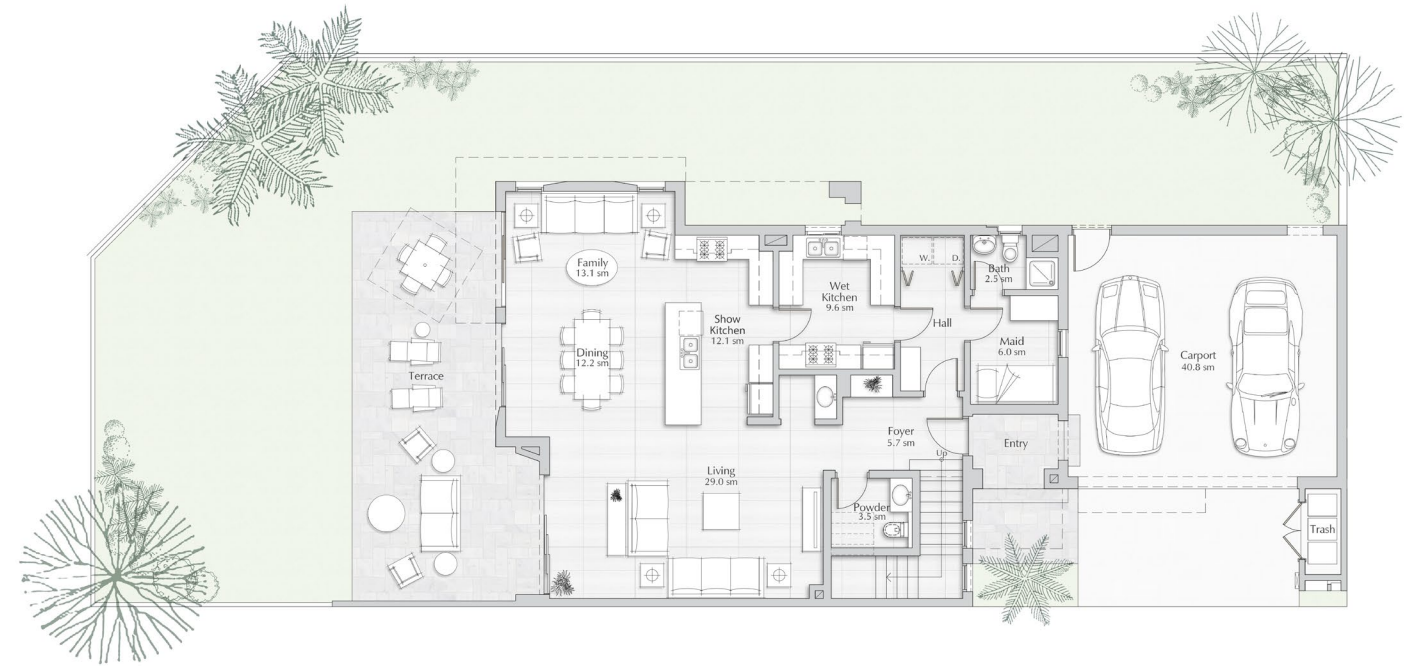 Family
13.1 sm
Dining
12.2 sm
Show
Kitchen
12.1 sm
Wet
Kitchen
9.6 sm
W.
D.
Hall
Bath
2.5 sm
Maid
6.0 sm
Carport
40.8 sm
Terrace
Foyer
5.7 sm
Entry
Up
Living
29.0 sm
Powder
3.5 sm
Trash